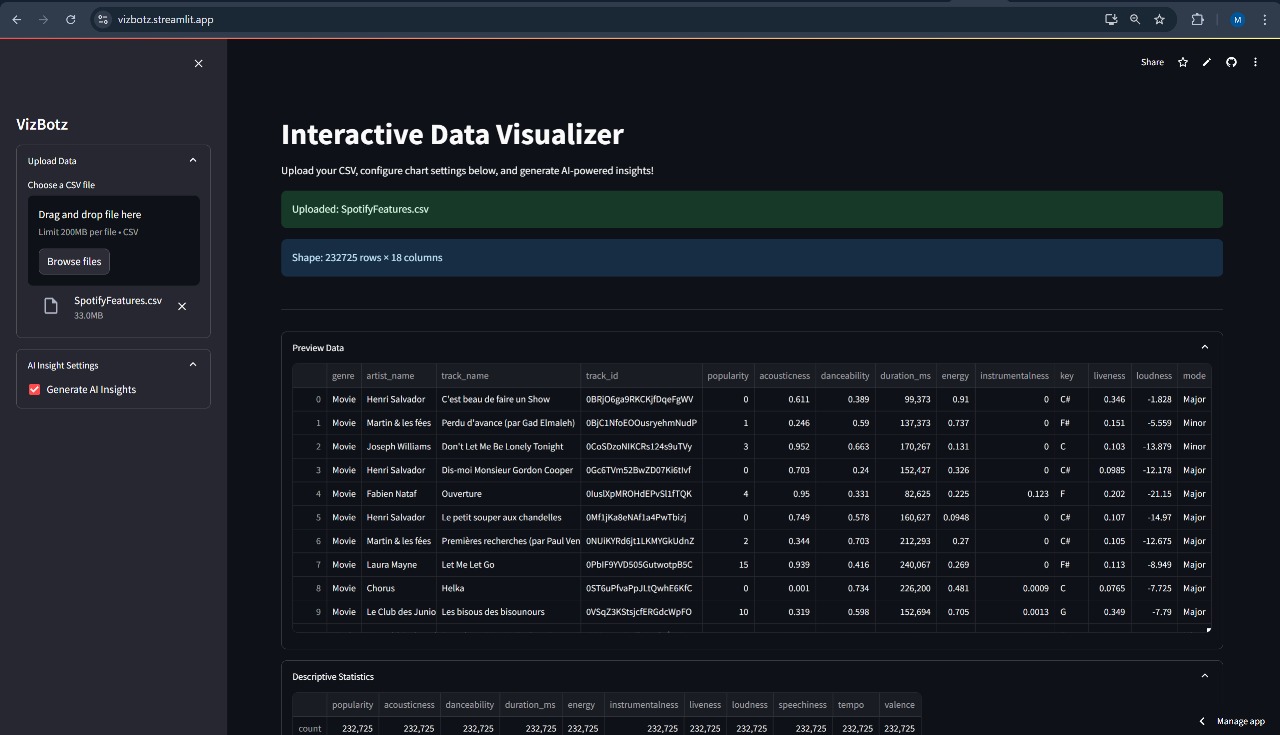 vizbotz.streamlit.app
M
Share
VizBotz
Upload Data
Choose a CSV file
Drag and drop file here
Limit 200MB per file • CSV
Browse files
SpotifyFeatures.csv
33.0MB
AI Insight Settings
Generate AI Insights
Interactive Data Visualizer
Upload your CSV, configure chart settings below, and generate AI-powered insights!
Uploaded: SpotifyFeatures.csv
Shape: 232725 rows × 18 columns
Preview Data
genre artist_name track_name track_id popularity acousticness danceability duration_ms energy instrumentalness key liveness loudness mode
0 Movie Henri Salvador C'est beau de faire un Show 0BRjO6ga9RKCKjfDqeFgWV 0 0.611 0.389 99,373 0.91 0 C# 0.346 -1.828 Major
1 Movie Martin & les fées Perdu d'avance (par Gad Elmaleh) 0BjC1NfoEOOusryehmNudP 1 0.246 0.59 137,373 0.737 0 F# 0.151 -5.559 Minor
2 Movie Joseph Williams Don't Let Me Be Lonely Tonight 0CoSDzoNIKCRs124s9uTVy 3 0.952 0.663 170,267 0.131 0 C 0.103 -13.879 Minor
3 Movie Henri Salvador Dis-moi Monsieur Gordon Cooper 0Gc6TVm52BwZD07Ki6tIvf 0 0.703 0.24 152,427 0.326 0 C# 0.0985 -12.178 Major
4 Movie Fabien Nataf Ouverture 0IuslXpMROHdEPvSl1fTQK 4 0.95 0.331 82,625 0.225 0.123 F 0.202 -21.15 Major
5 Movie Henri Salvador Le petit souper aux chandelles 0Mf1jKa8eNAf1a4PwTbizj 0 0.749 0.578 160,627 0.0948 0 C# 0.107 -14.97 Major
6 Movie Martin & les fées Premières recherches (par Paul Ven 0NUiKYRd6jt1LKMYGkUdnZ 2 0.344 0.703 212,293 0.27 0 C# 0.105 -12.675 Major
7 Movie Laura Mayne Let Me Let Go 0PbIF9YVD505GutwotpB5C 15 0.939 0.416 240,067 0.269 0 F# 0.113 -8.949 Major
8 Movie Chorus Helka 0ST6uPfvaPpJLtQwhE6KfC 0 0.001 0.734 226,200 0.481 0.0009 C 0.0765 -7.725 Major
9 Movie Le Club des Junio Les bisous des bisounours 0VSqZ3KStsjcfERGdcWpFO 10 0.319 0.598 152,694 0.705 0.0013 G 0.349 -7.79 Major
Descriptive Statistics
popularity acousticness danceability duration_ms energy instrumentalness liveness loudness speechiness tempo valence
count 232,725 232,725 232,725 232,725 232,725 232,725 232,725 232,725 232,725 232,725 232,725
Manage app